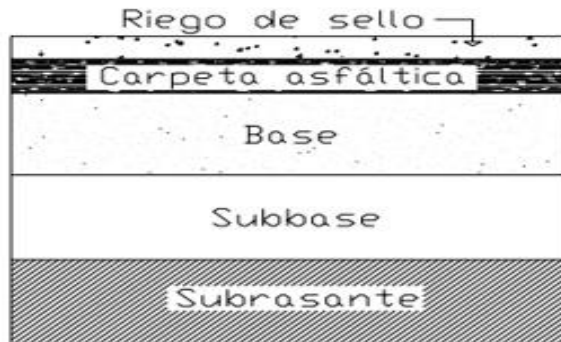 Riego de sello
Carpeta asfáltica
Base
Subbase
Subrasante